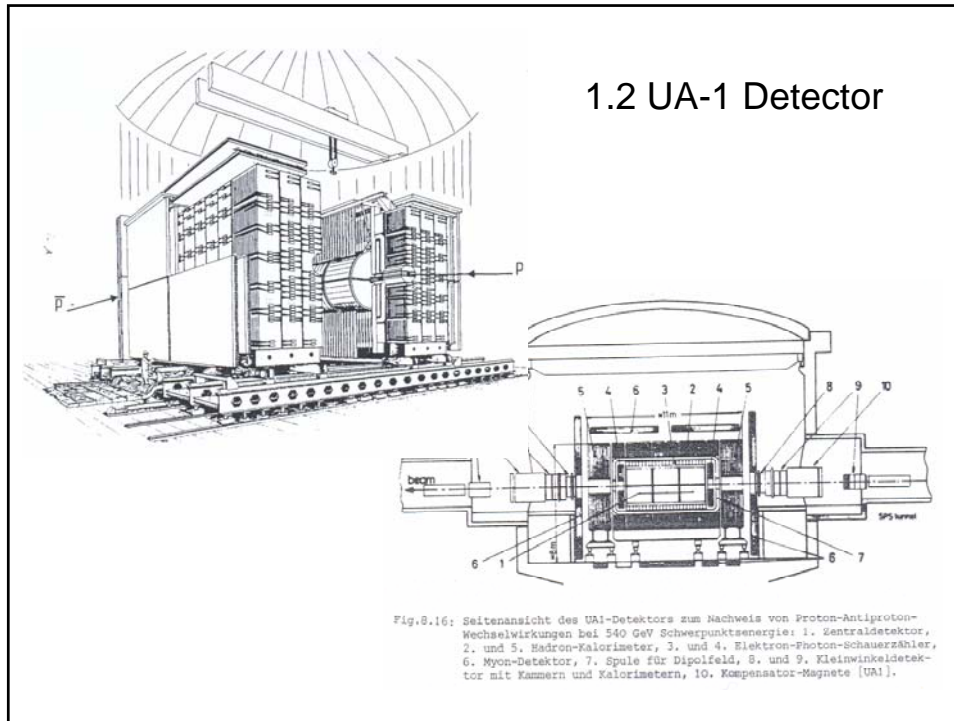 1.2 UA-1 Detector
p̅
p
5 4 6 3 2 4 5 8 9 10
≈11m
beam
SPS tunnel
6 1 6 7
Fig.8.16: Seitenansicht des UA1-Detektors zum Nachweis von Proton-Antiproton-
Wechselwirkungen bei 540 GeV Schwerpunktsenergie: 1. Zentraldetektor,
2. und 5. Hadron-Kalorimeter, 3. und 4. Elektron-Photon-Schauerzähler,
6. Myon-Detektor, 7. Spule für Dipolfeld, 8. und 9. Kleinwinkeldetek-
tor mit Kammern und Kalorimetern, 10. Kompensator-Magnete [UA1].